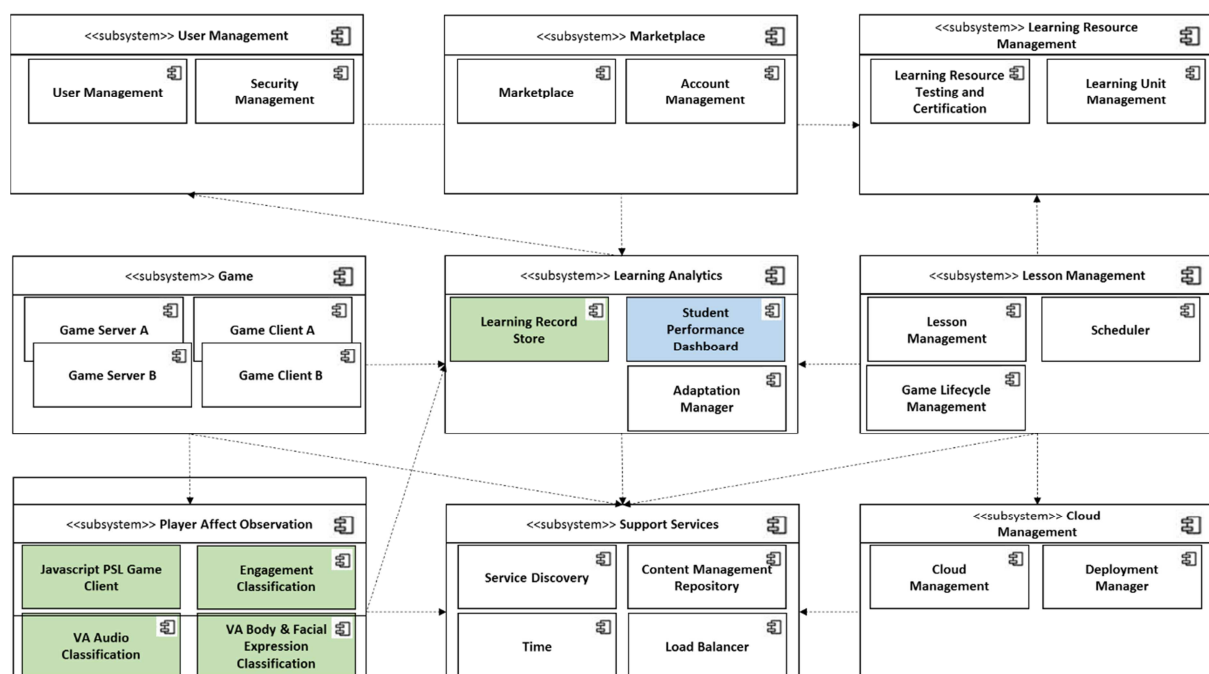 <<subsystem>> User Management
User Management
Security
Management
<<subsystem>> Marketplace
Marketplace
Account
Management
<<subsystem>> Learning Resource
Management
Learning Resource
Testing and
Certification
Learning Unit
Management
<<subsystem>> Game
Game Server A
Game Client A
Game Server B
Game Client B
<<subsystem>> Learning Analytics
Learning Record
Store
Student
Performance
Dashboard
Adaptation
Manager
<<subsystem>> Lesson Management
Lesson
Management
Scheduler
Game Lifecycle
Management
<<subsystem>> Player Affect Observation
Javascript PSL Game
Client
Engagement
Classification
VA Audio
Classification
VA Body & Facial
Expression
Classification
<<subsystem>> Support Services
Service Discovery
Content Management
Repository
Time
Load Balancer
<<subsystem>> Cloud
Management
Cloud
Management
Deployment
Manager